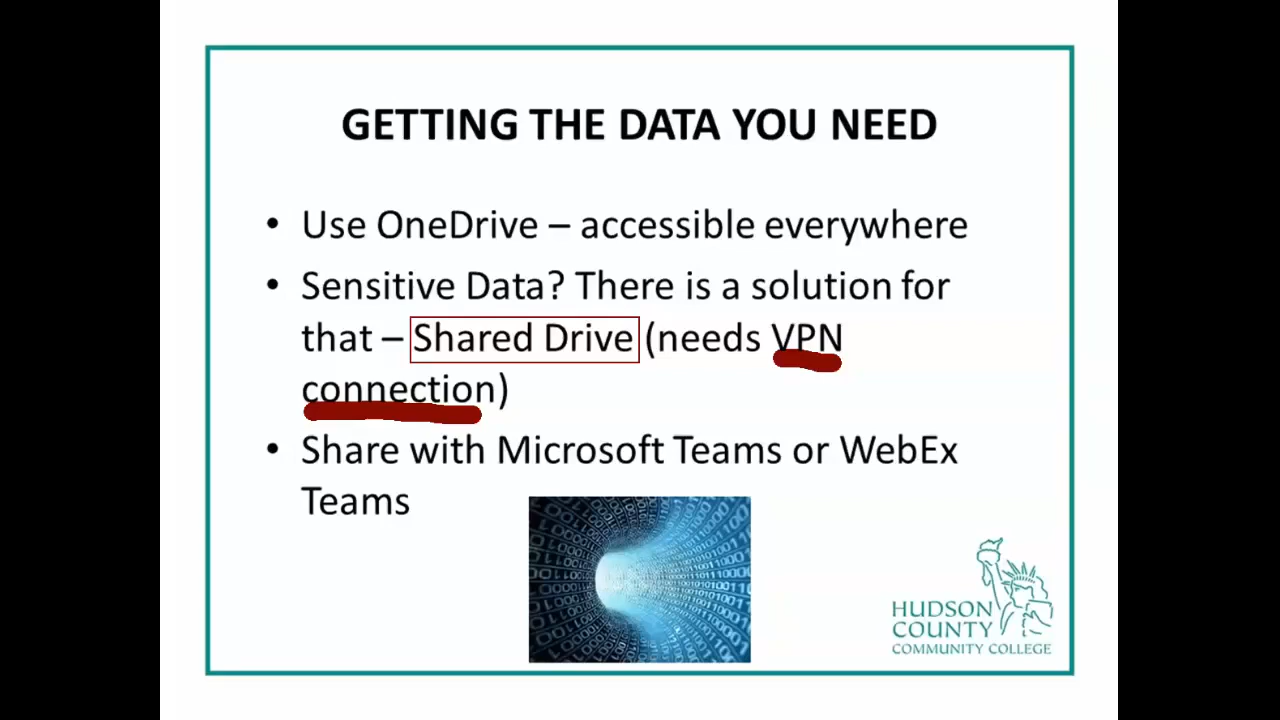 GETTING THE DATA YOU NEED
• Use OneDrive – accessible everywhere
• Sensitive Data? There is a solution for
that – Shared Drive (needs VPN
connection)
• Share with Microsoft Teams or WebEx
Teams
HUDSON
COUNTY
COMMUNITY COLLEGE